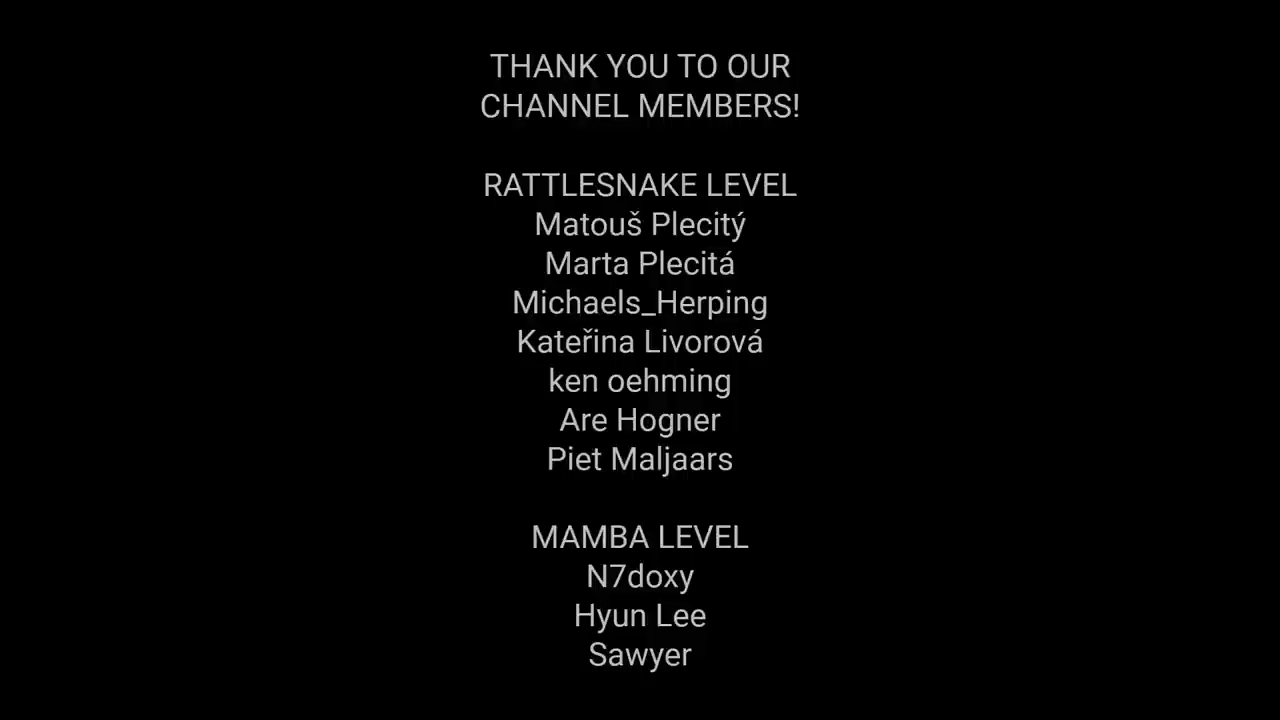 THANK YOU TO OUR
CHANNEL MEMBERS!
RATTLESNAKE LEVEL
Matouš Plecitý
Marta Plecitá
Michaels_Herping
Kateřina Livorová
ken oehming
Are Hogner
Piet Maljaars
MAMBA LEVEL
N7doxy
Hyun Lee
Sawyer